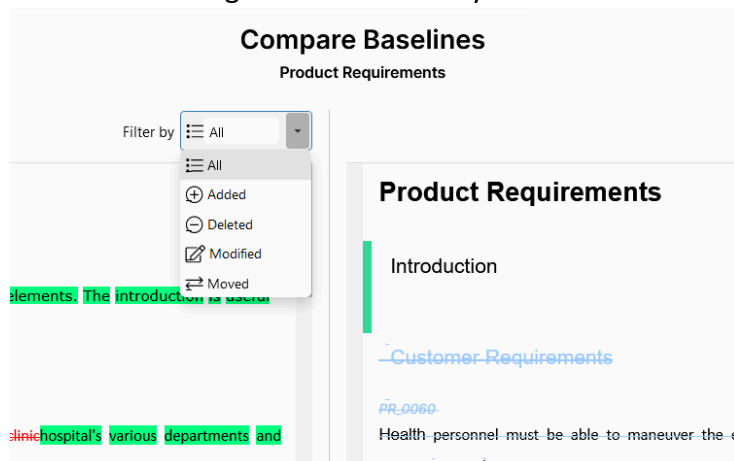 Compare Baselines
Product Requirements
Filter by All
All
Added
Deleted
Modified
Moved
elements. The introduction is useful
clinichospital's various departments and
Product Requirements
Introduction
Customer Requirements
PR_0060
Health personnel must be able to maneuver the